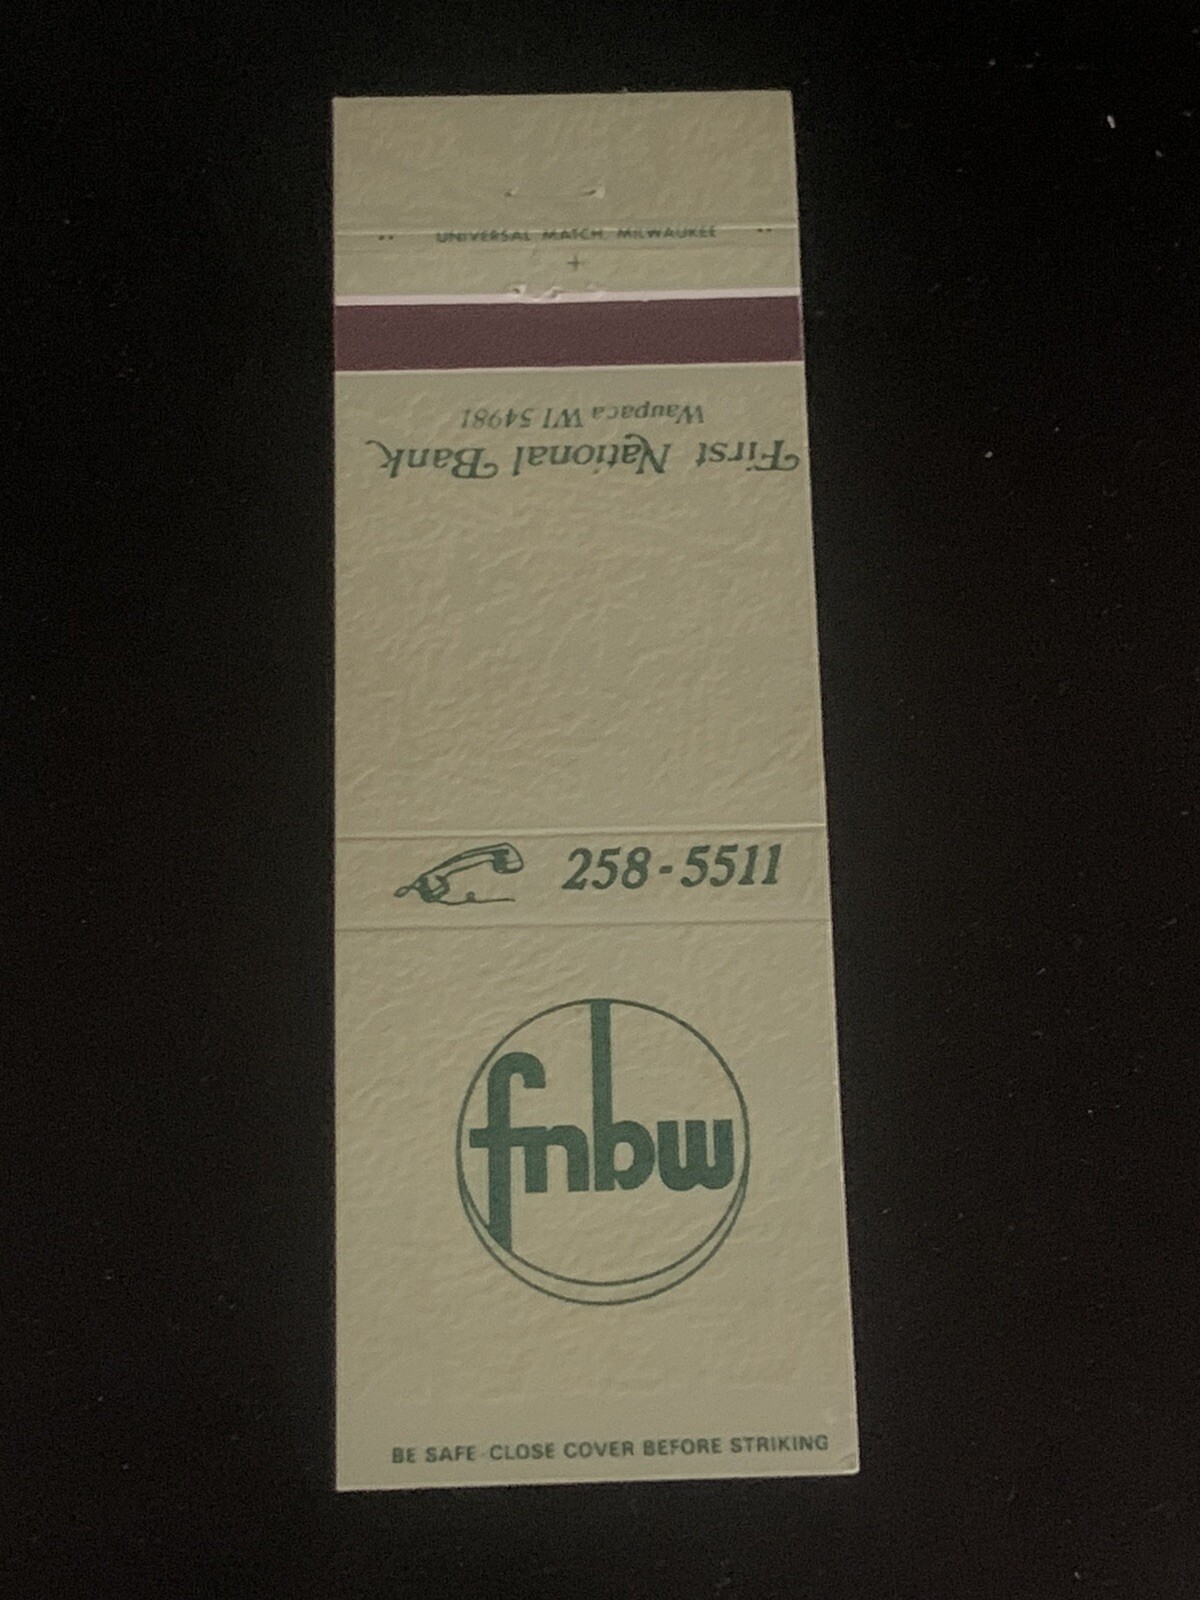 UNIVERSAL MATCH, MILWAUKEE
First National Bank
Waupaca WI 54981
258-5511
fnbw
BE SAFE-CLOSE COVER BEFORE STRIKING